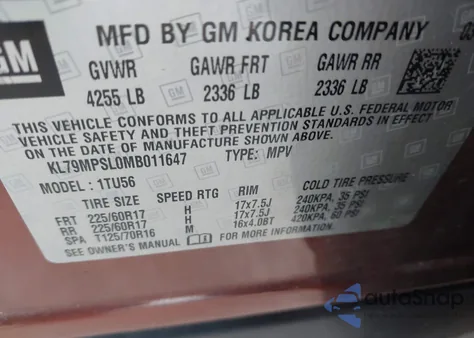 GM
MFD BY GM KOREA COMPANY
GVWR GAWR FRT GAWR RR
4255 LB 2336 LB 2336 LB
THIS VEHICLE CONFORMS TO ALL APPLICABLE U.S. FEDERAL MOTOR
VEHICLE SAFETY AND THEFT PREVENTION STANDARDS IN EFFECT ON
THE DATE OF MANUFACTURE SHOWN ABOVE.
KL79MPSL0MB011647 TYPE: MPV
MODEL: 1TU56
TIRE SIZE SPEED RTG RIM COLD TIRE PRESSURE
FRT 225/60R17 H 17x7.5J 240KPA, 35 PSI
RR 225/60R17 H 17x7.5J 240KPA, 35 PSI
SPA T125/70R16 M 16x4.0BT 420KPA, 60 PSI
SEE OWNER'S MANUAL FOR MORE INFORMATION.
autoSnap